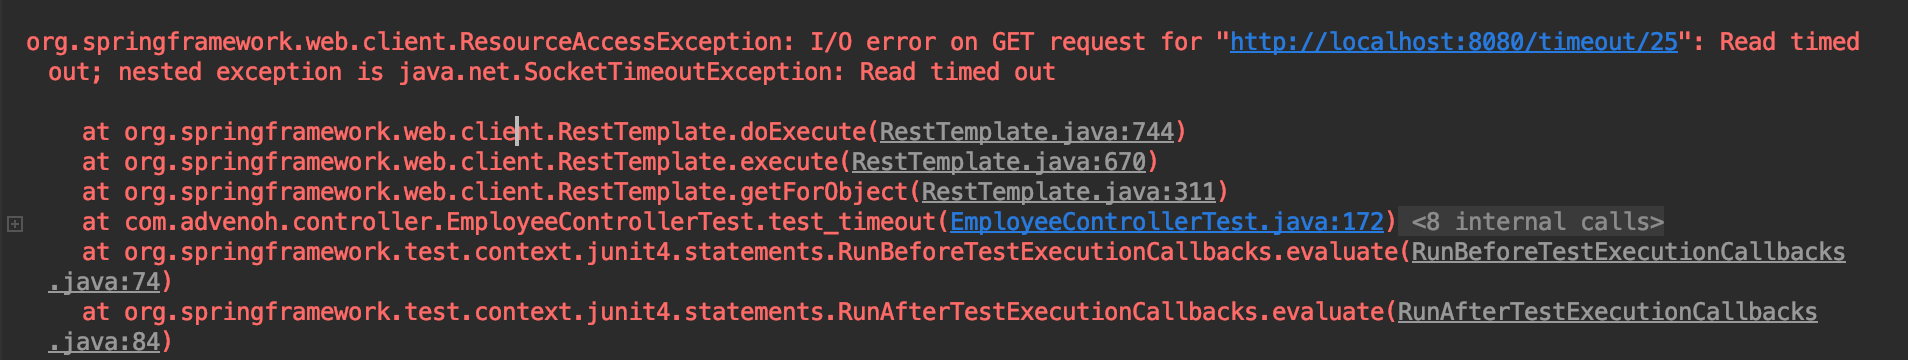 org.springframework.web.client.ResourceAccessException: I/O error on GET request for "http://localhost:8080/timeout/25": Read timed
out; nested exception is java.net.SocketTimeoutException: Read timed out
at org.springframework.web.client.RestTemplate.doExecute(RestTemplate.java:744)
at org.springframework.web.client.RestTemplate.execute(RestTemplate.java:670)
at org.springframework.web.client.RestTemplate.getForObject(RestTemplate.java:311)
at com.advenoh.controller.EmployeeControllerTest.test_timeout(EmployeeControllerTest.java:172) <8 internal calls>
at org.springframework.test.context.junit4.statements.RunBeforeTestExecutionCallbacks.evaluate(RunBeforeTestExecutionCallbacks
.java:74)
at org.springframework.test.context.junit4.statements.RunAfterTestExecutionCallbacks.evaluate(RunAfterTestExecutionCallbacks
.java:84)